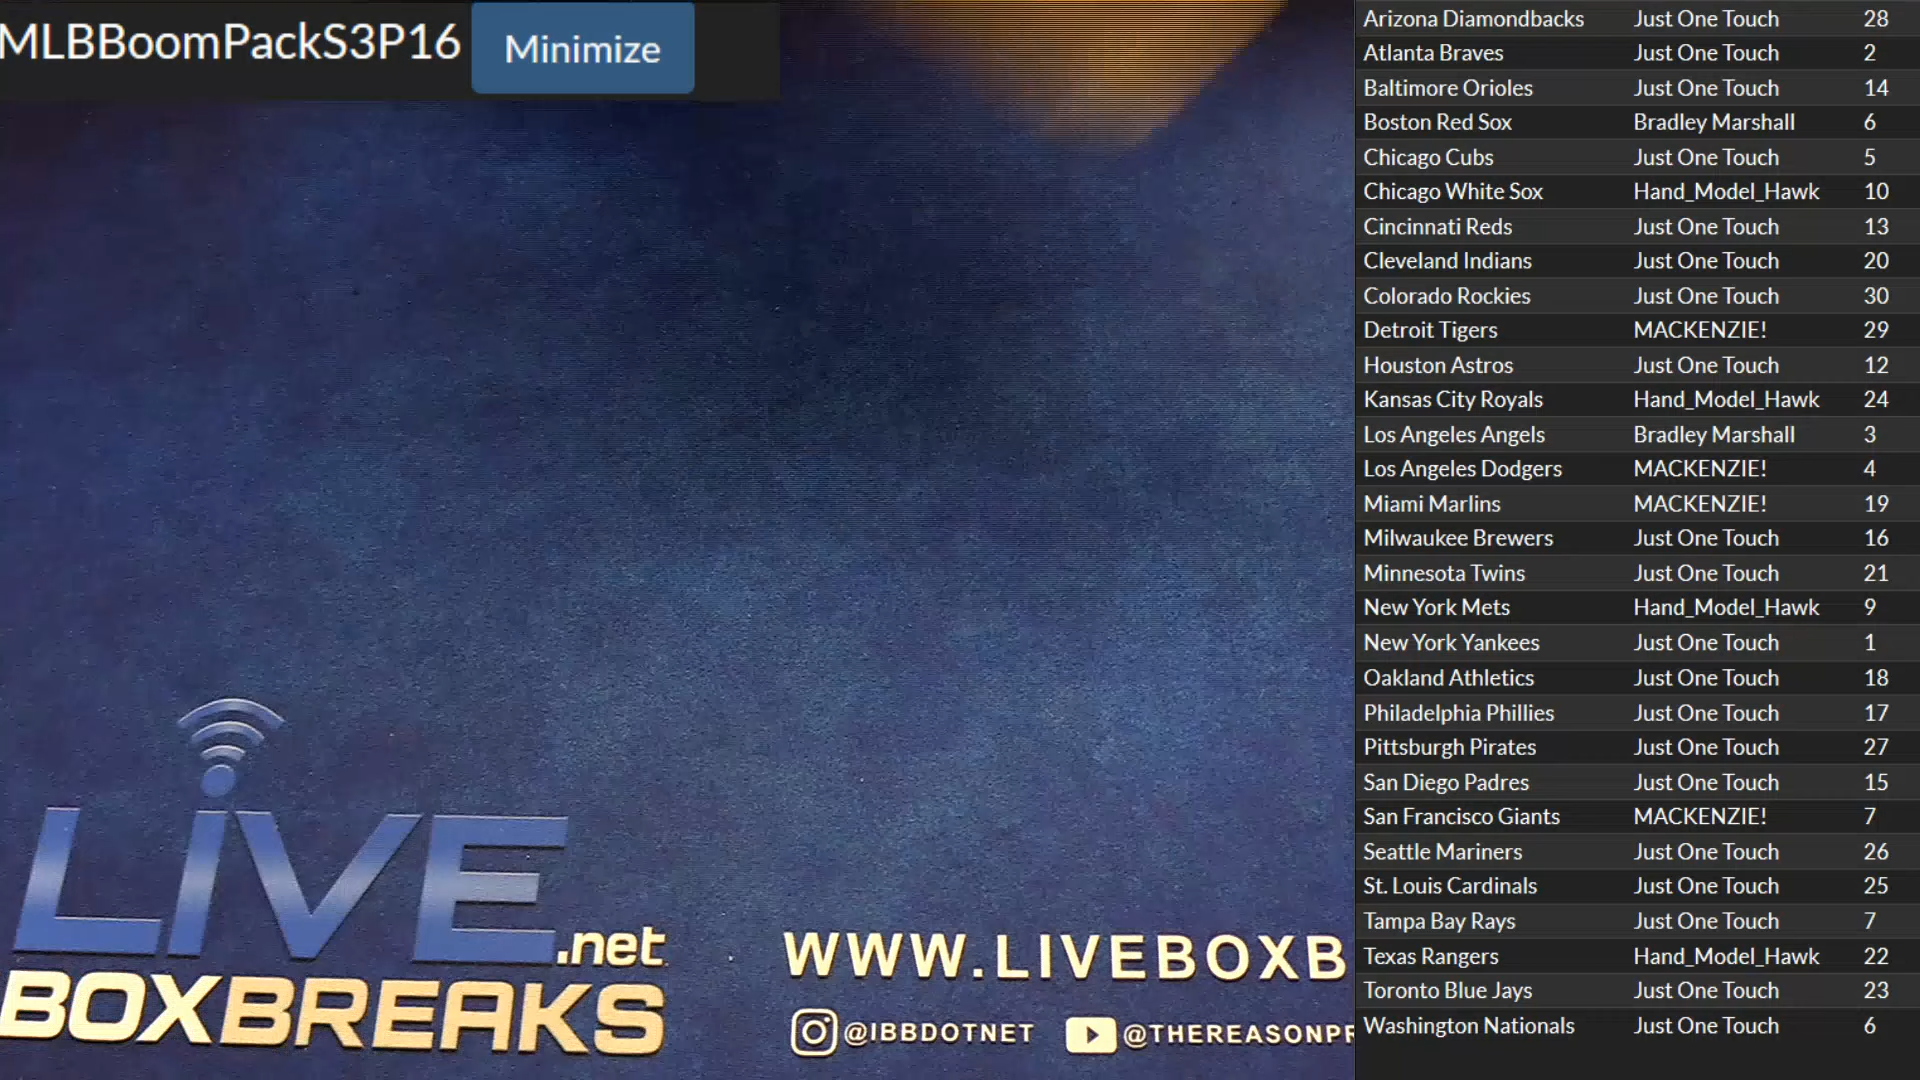 MLBBoomPackS3P16 Minimize
LiVE.net
BOXBREAKS
WWW.LIVEBOXB
@IBBDOTNET @THEREASONPR
Arizona Diamondbacks Just One Touch 28
Atlanta Braves Just One Touch 2
Baltimore Orioles Just One Touch 14
Boston Red Sox Bradley Marshall 6
Chicago Cubs Just One Touch 5
Chicago White Sox Hand_Model_Hawk 10
Cincinnati Reds Just One Touch 13
Cleveland Indians Just One Touch 20
Colorado Rockies Just One Touch 30
Detroit Tigers MACKENZIE! 29
Houston Astros Just One Touch 12
Kansas City Royals Hand_Model_Hawk 24
Los Angeles Angels Bradley Marshall 3
Los Angeles Dodgers MACKENZIE! 4
Miami Marlins MACKENZIE! 19
Milwaukee Brewers Just One Touch 16
Minnesota Twins Just One Touch 21
New York Mets Hand_Model_Hawk 9
New York Yankees Just One Touch 1
Oakland Athletics Just One Touch 18
Philadelphia Phillies Just One Touch 17
Pittsburgh Pirates Just One Touch 27
San Diego Padres Just One Touch 15
San Francisco Giants MACKENZIE! 7
Seattle Mariners Just One Touch 26
St. Louis Cardinals Just One Touch 25
Tampa Bay Rays Just One Touch 7
Texas Rangers Hand_Model_Hawk 22
Toronto Blue Jays Just One Touch 23
Washington Nationals Just One Touch 6